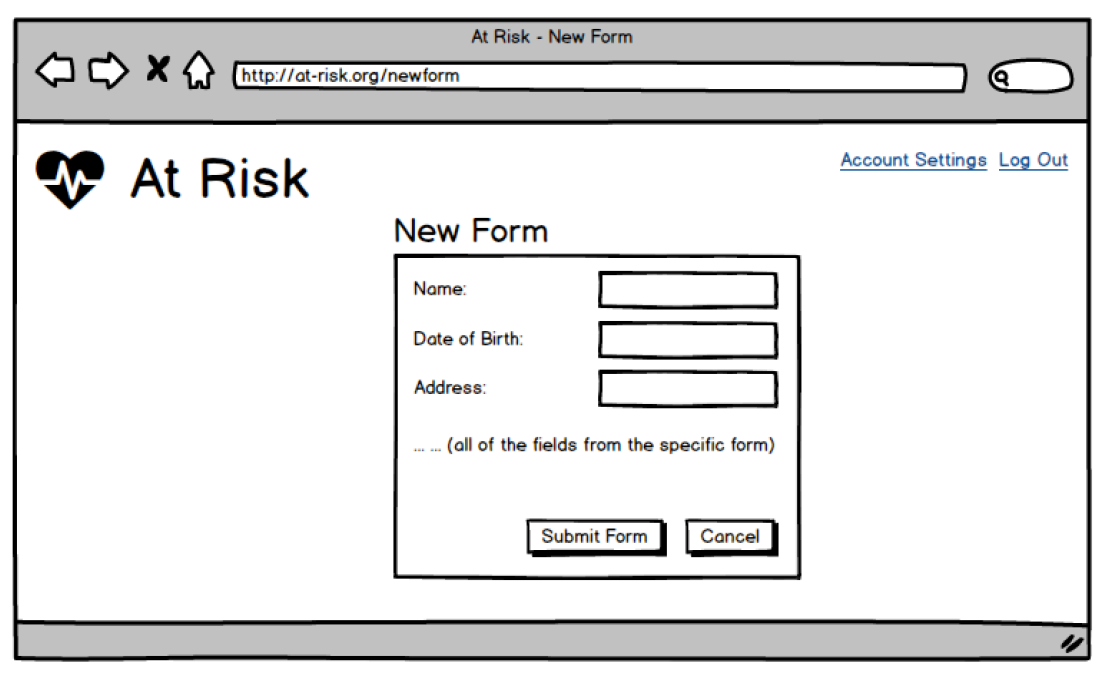 At Risk - New Form
http://at-risk.org/newform
At Risk
Account Settings Log Out
New Form
Name:
Date of Birth:
Address:
... ... (all of the fields from the specific form)
Submit Form Cancel